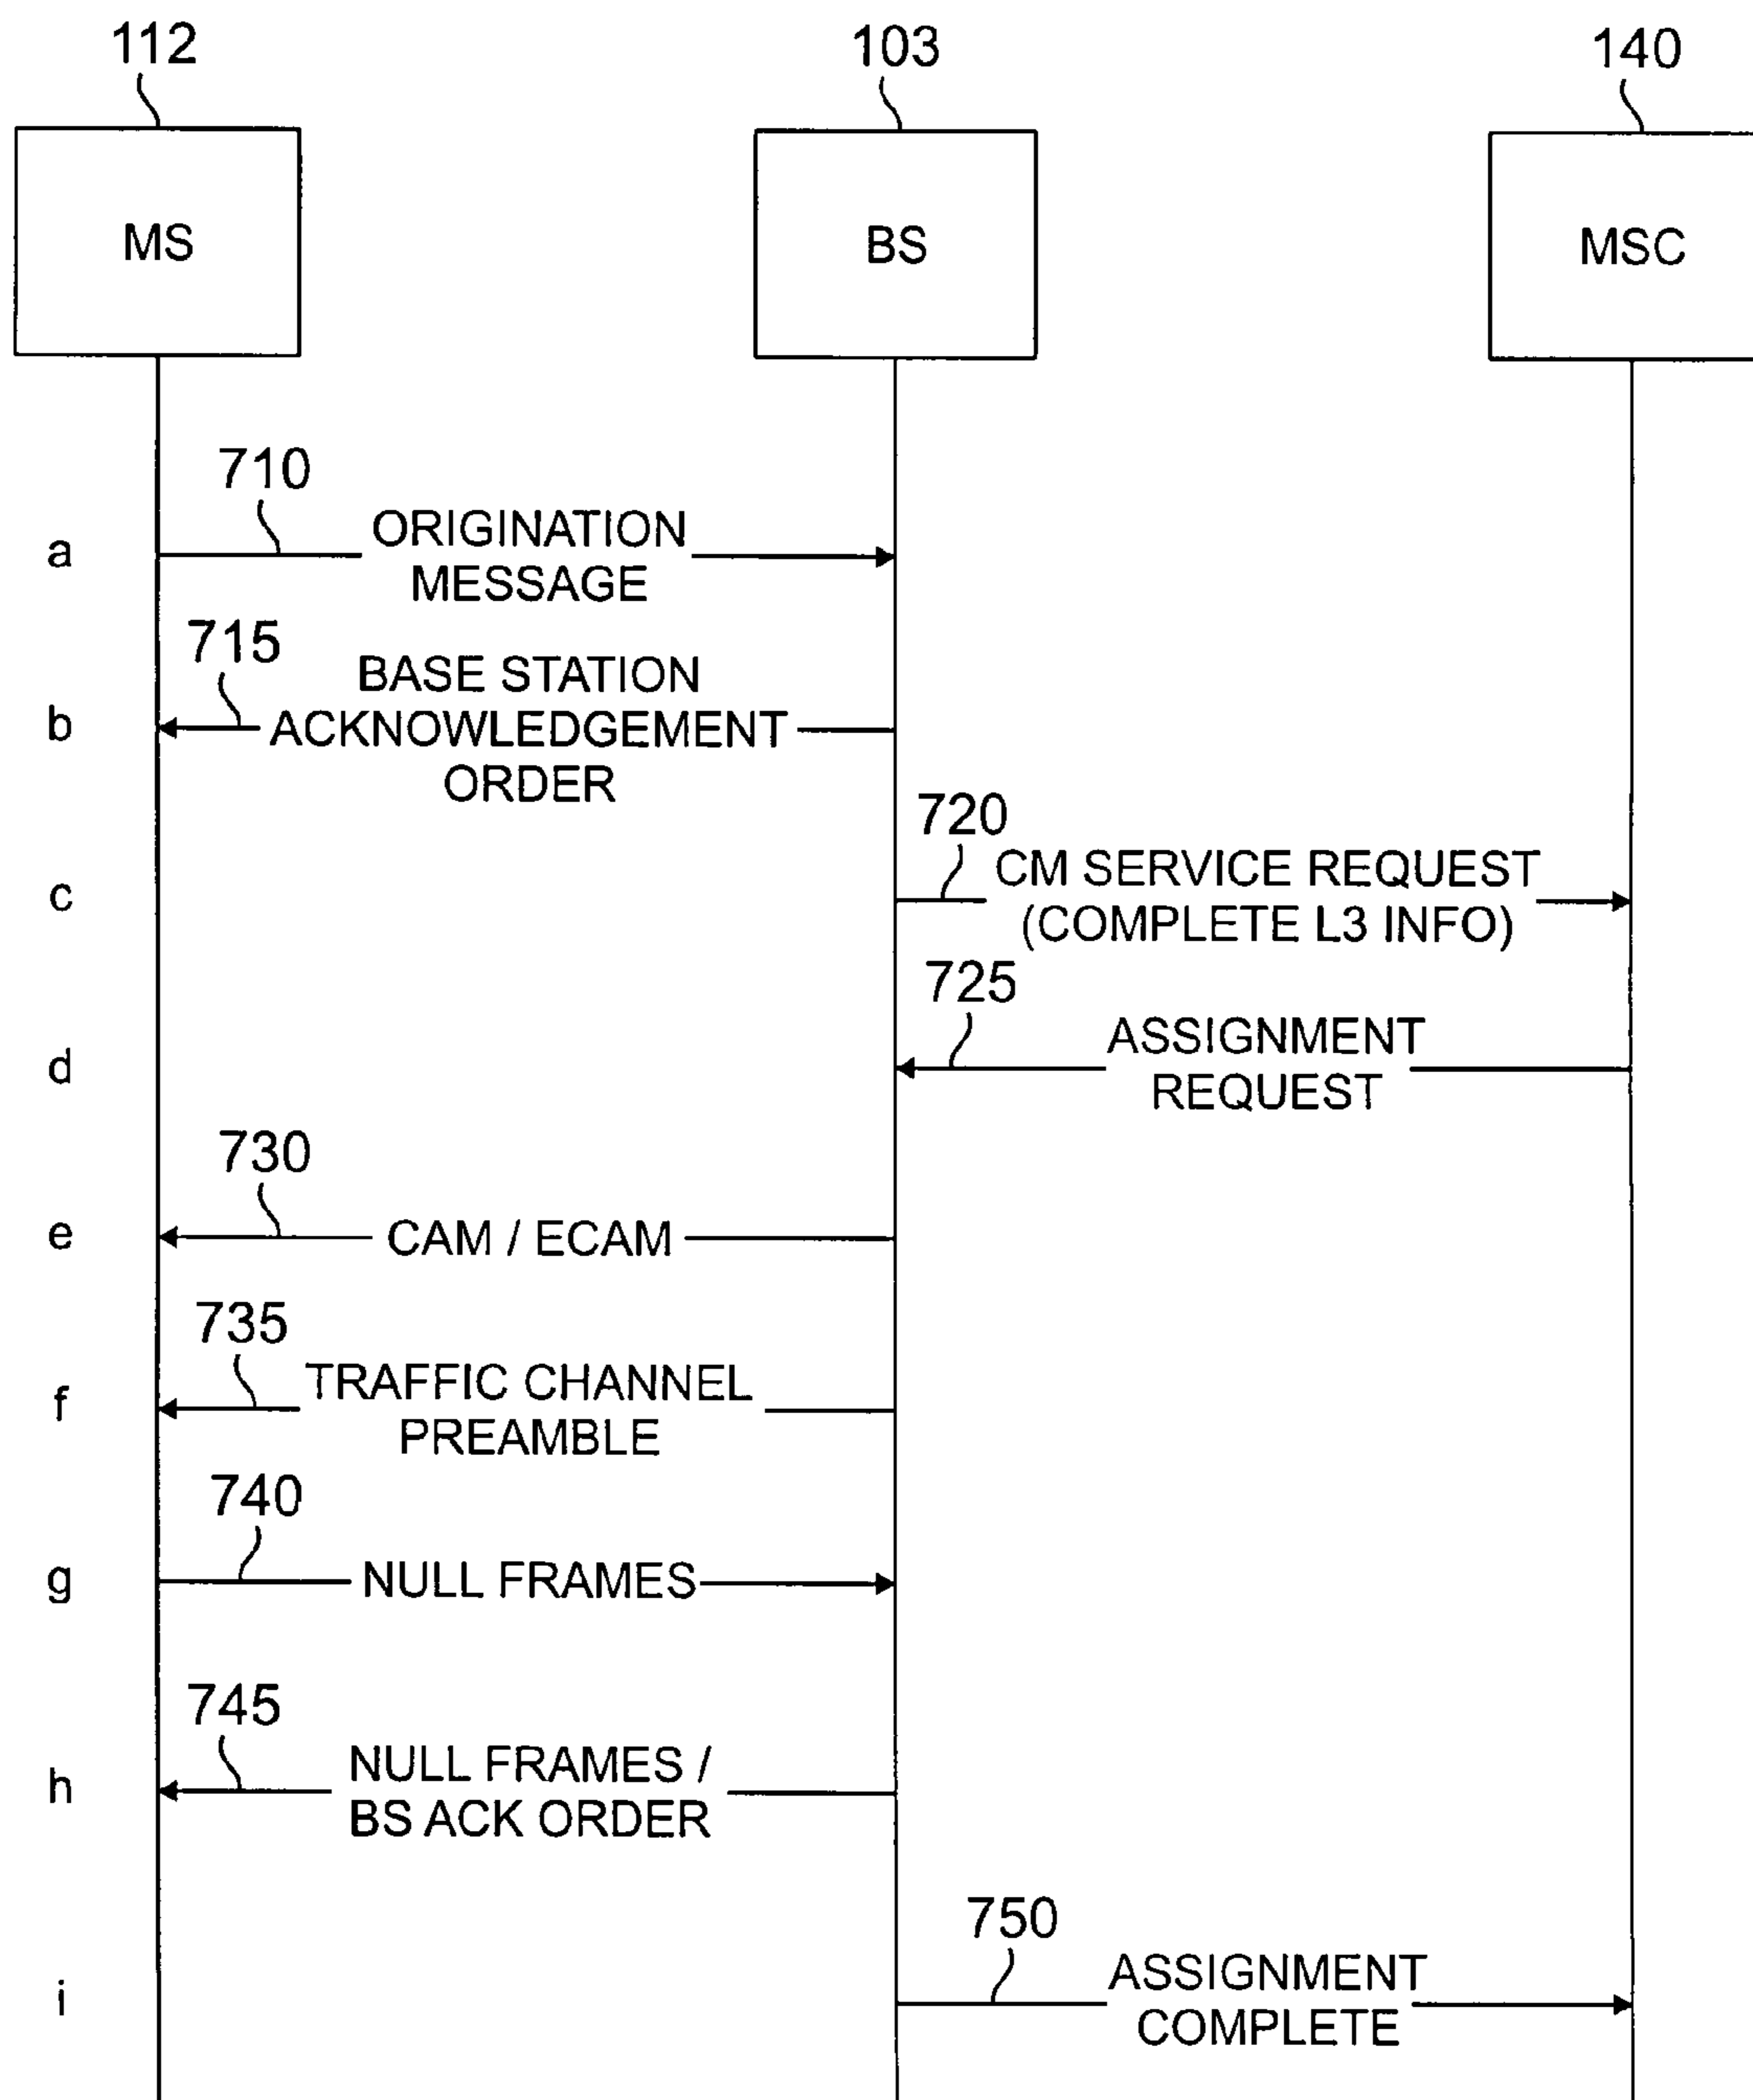 112
103
140
MS
BS
MSC
710
a
ORIGINATION
MESSAGE
715
b
BASE STATION
ACKNOWLEDGEMENT
ORDER
720
c
CM SERVICE REQUEST
(COMPLETE L3 INFO)
725
d
ASSIGNMENT
REQUEST
730
e
CAM / ECAM
735
f
TRAFFIC CHANNEL
PREAMBLE
740
g
NULL FRAMES
745
h
NULL FRAMES /
BS ACK ORDER
750
i
ASSIGNMENT
COMPLETE